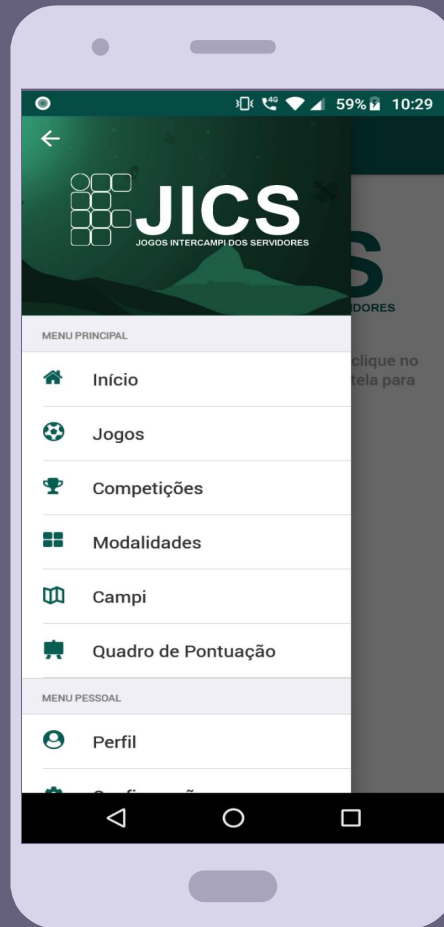 4G 59% 10:29
JICS
JOGOS INTERCAMPI DOS SERVIDORES
S
DORES
clique no
tela para
MENU PRINCIPAL
Início
Jogos
Competições
Modalidades
Campi
Quadro de Pontuação
MENU PESSOAL
Perfil